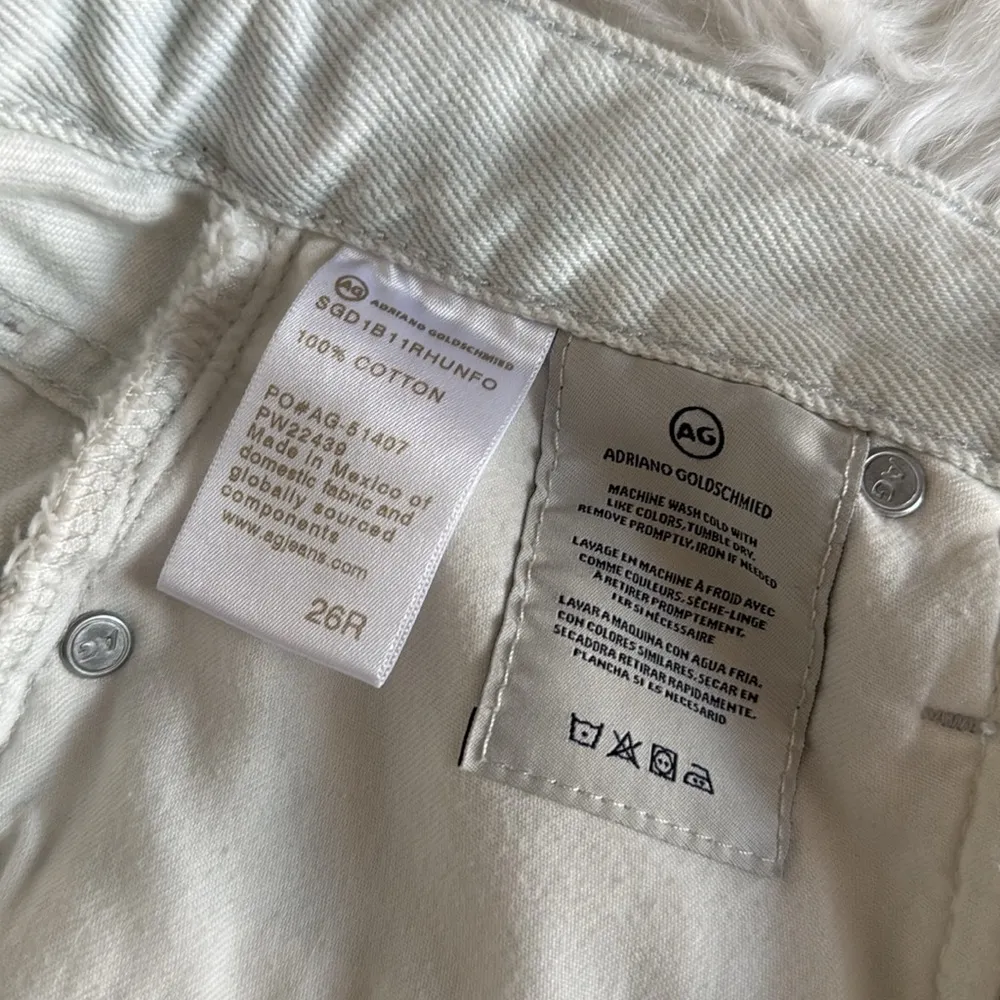 AG ADRIANO GOLDSCHMIED
SGD1B11RHUNFO
100% COTTON
PO#AG-51407
PW22439
Made in Mexico of
domestic fabric and
globally sourced
components
www.agjeans.com
26R
AG
ADRIANO GOLDSCHMIED
MACHINE WASH COLD WITH
LIKE COLORS, TUMBLE DRY,
REMOVE PROMPTLY, IRON IF NEEDED
LAVAGE EN MACHINE À FROID AVEC
COMME COULEURS, SÈCHE-LINGE
À RETIRER PROMPTEMENT,
FER SI NÉCESSAIRE
LAVAR A MAQUINA CON AGUA FRIA,
CON COLORES SIMILARES, SECAR EN
SECADORA RETIRAR RAPIDAMENTE,
PLANCHA SI ES NECESARIO
AG
AG